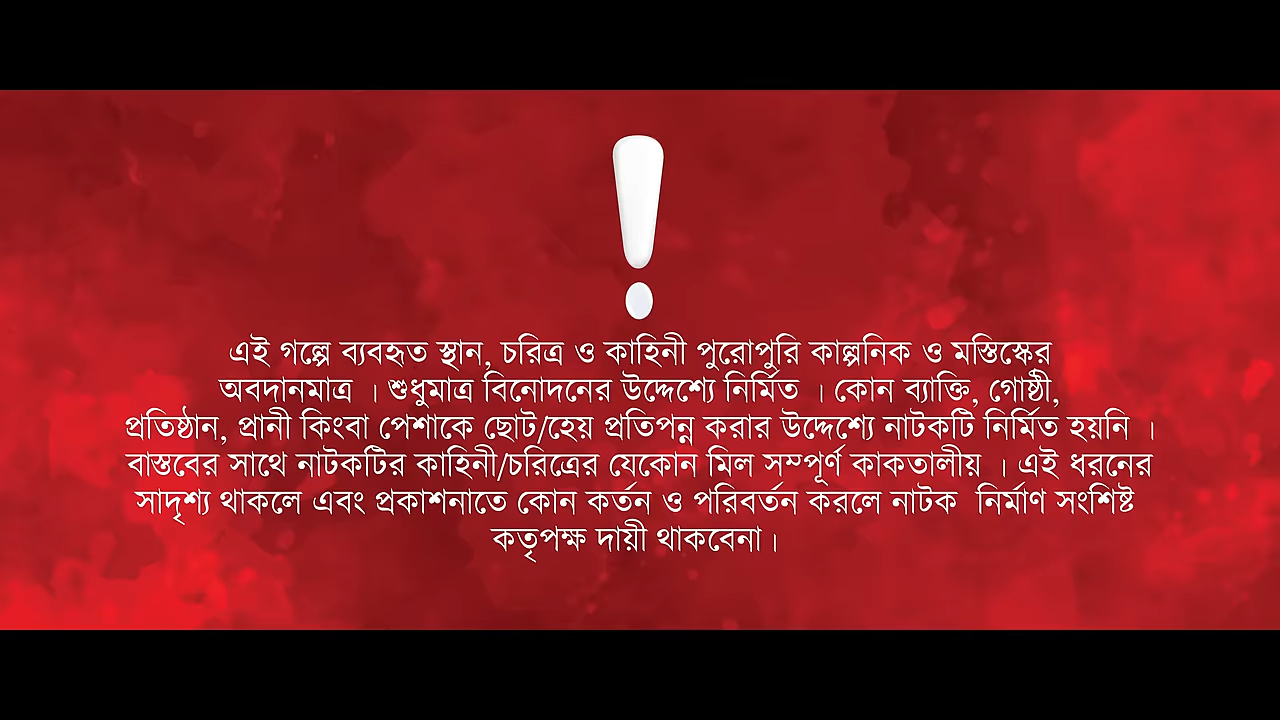 !
এই গল্পে ব্যবহৃত স্থান, চরিত্র ও কাহিনী পুরোপুরি কাল্পনিক ও মস্তিস্কের
অবদানমাত্র । শুধুমাত্র বিনোদনের উদ্দেশ্যে নির্মিত । কোন ব্যাক্তি, গোষ্ঠী,
প্রতিষ্ঠান, প্রানী কিংবা পেশাকে ছোট/হেয় প্রতিপন্ন করার উদ্দেশ্যে নাটকটি নির্মিত হয়নি ।
বাস্তবের সাথে নাটকটির কাহিনী/চরিত্রের যেকোন মিল সম্পূর্ণ কাকতালীয় । এই ধরনের
সাদৃশ্য থাকলে এবং প্রকাশনাতে কোন কর্তন ও পরিবর্তন করলে নাটক নির্মাণ সংশিষ্ট
কতৃপক্ষ দায়ী থাকবেনা।